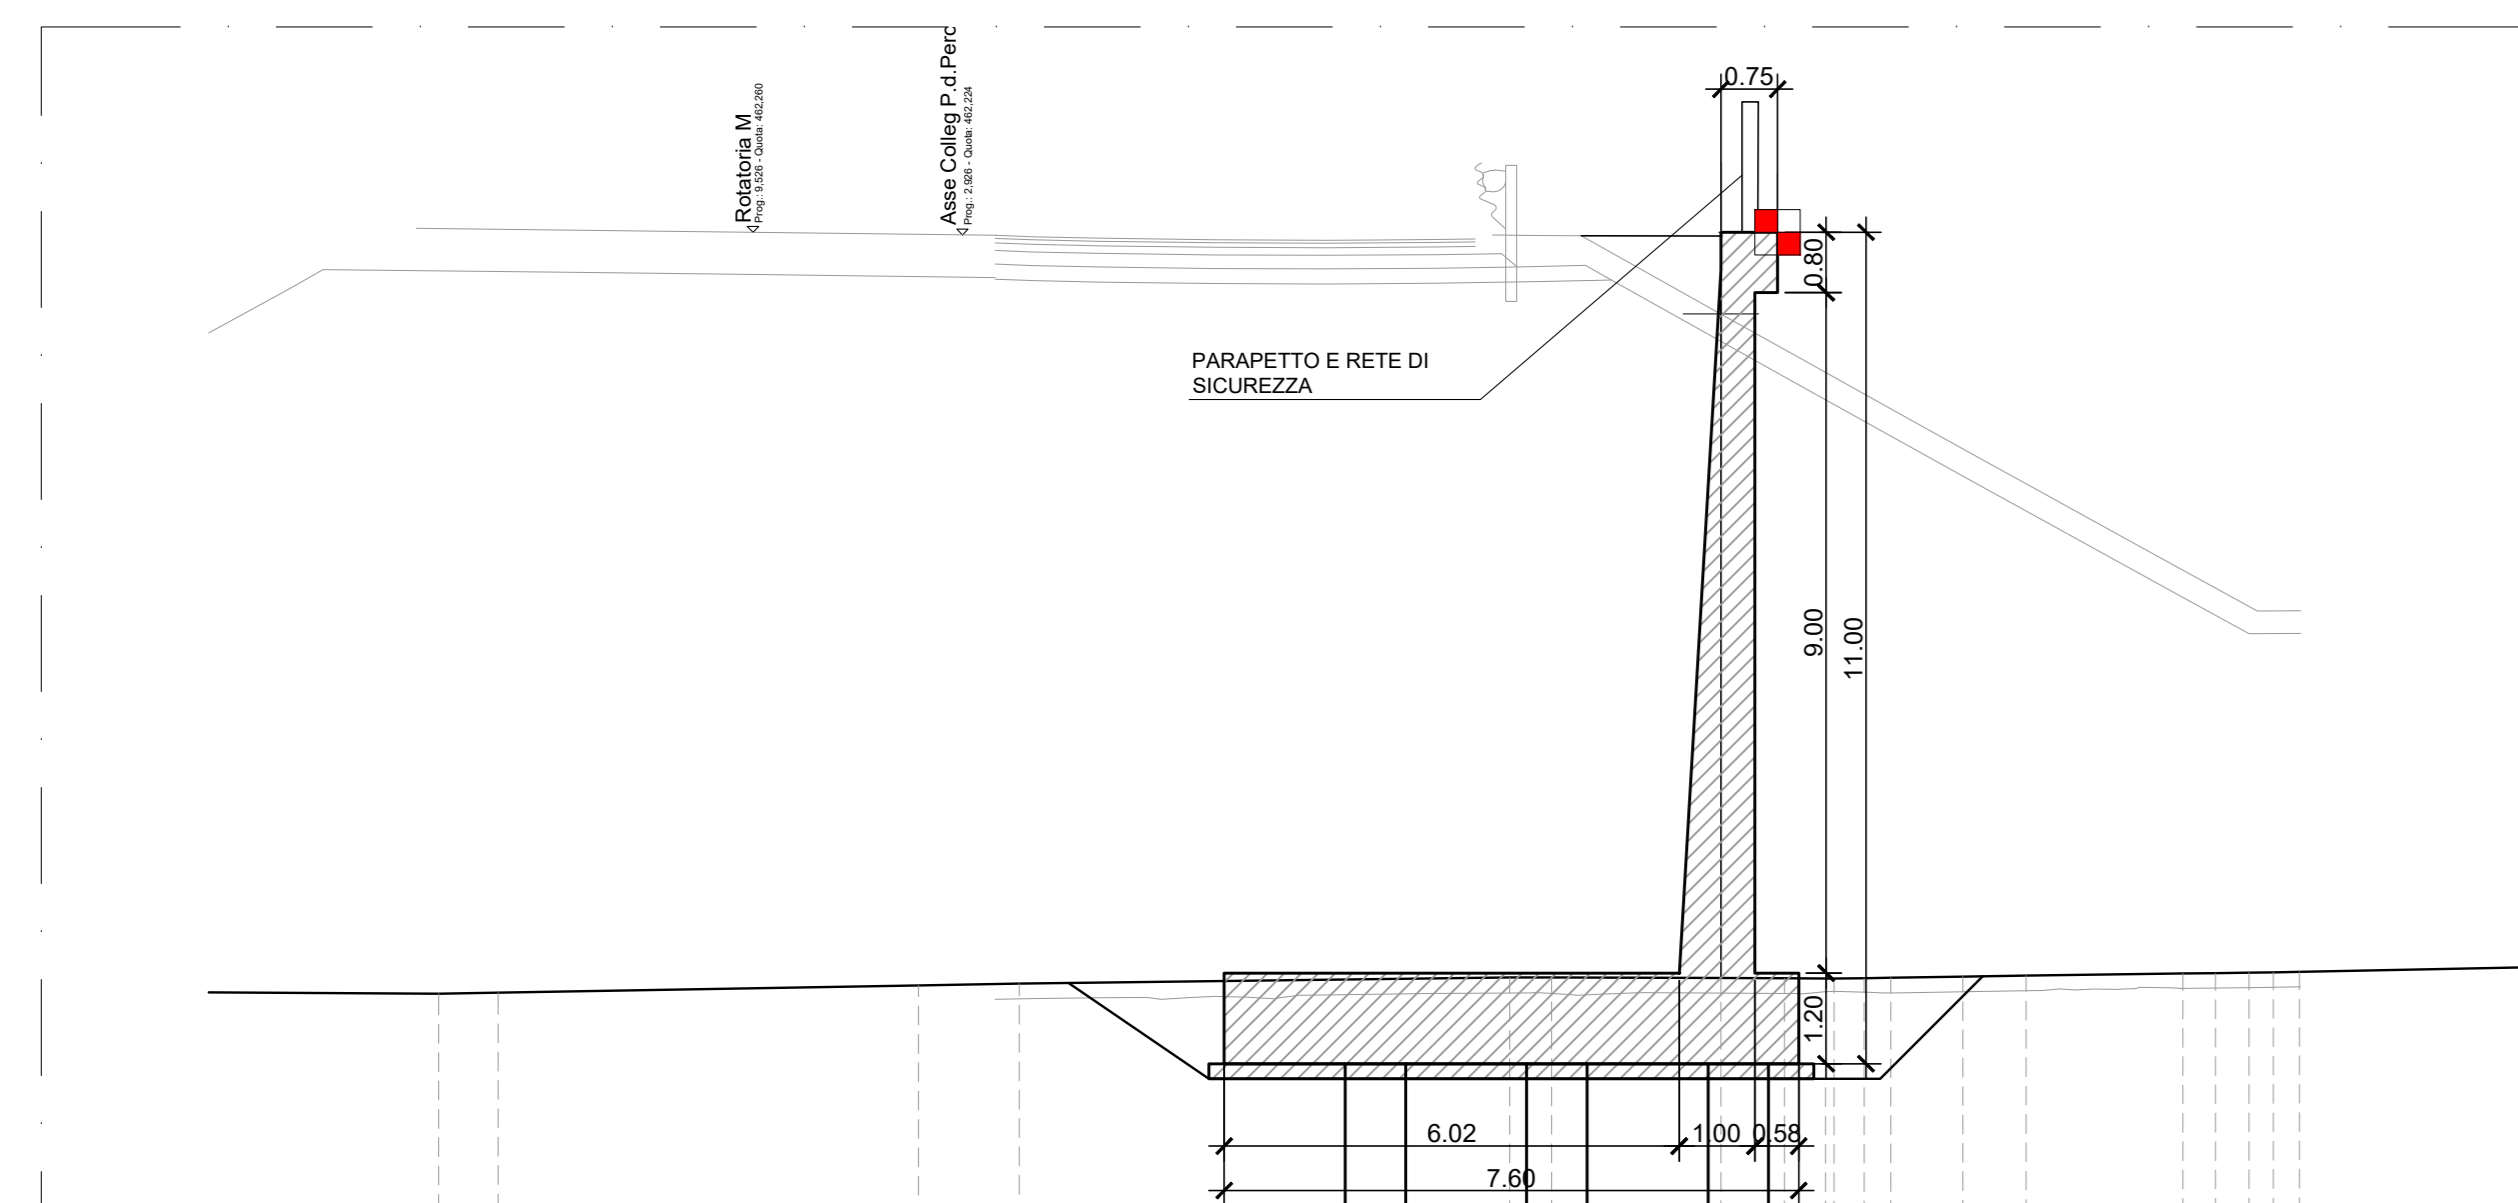 Rotatoria M
Prog.: 9,526 - Quota: 462,260
Asse Colleg P.d.Perc
Prog.: 2,926 - Quota: 462,224
0.75
0.80
PARAPETTO E RETE DI
SICUREZZA
9.00
11.00
1.20
6.02
1.00
0.58
7.60